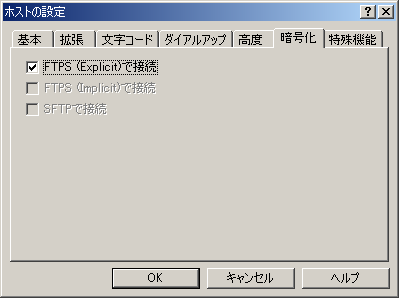 ホストの設定
基本 拡張 文字コード ダイアルアップ 高度 暗号化 特殊機能
FTPS (Explicit)で接続
FTPS (Implicit)で接続
SFTPで接続
OK キャンセル ヘルプ